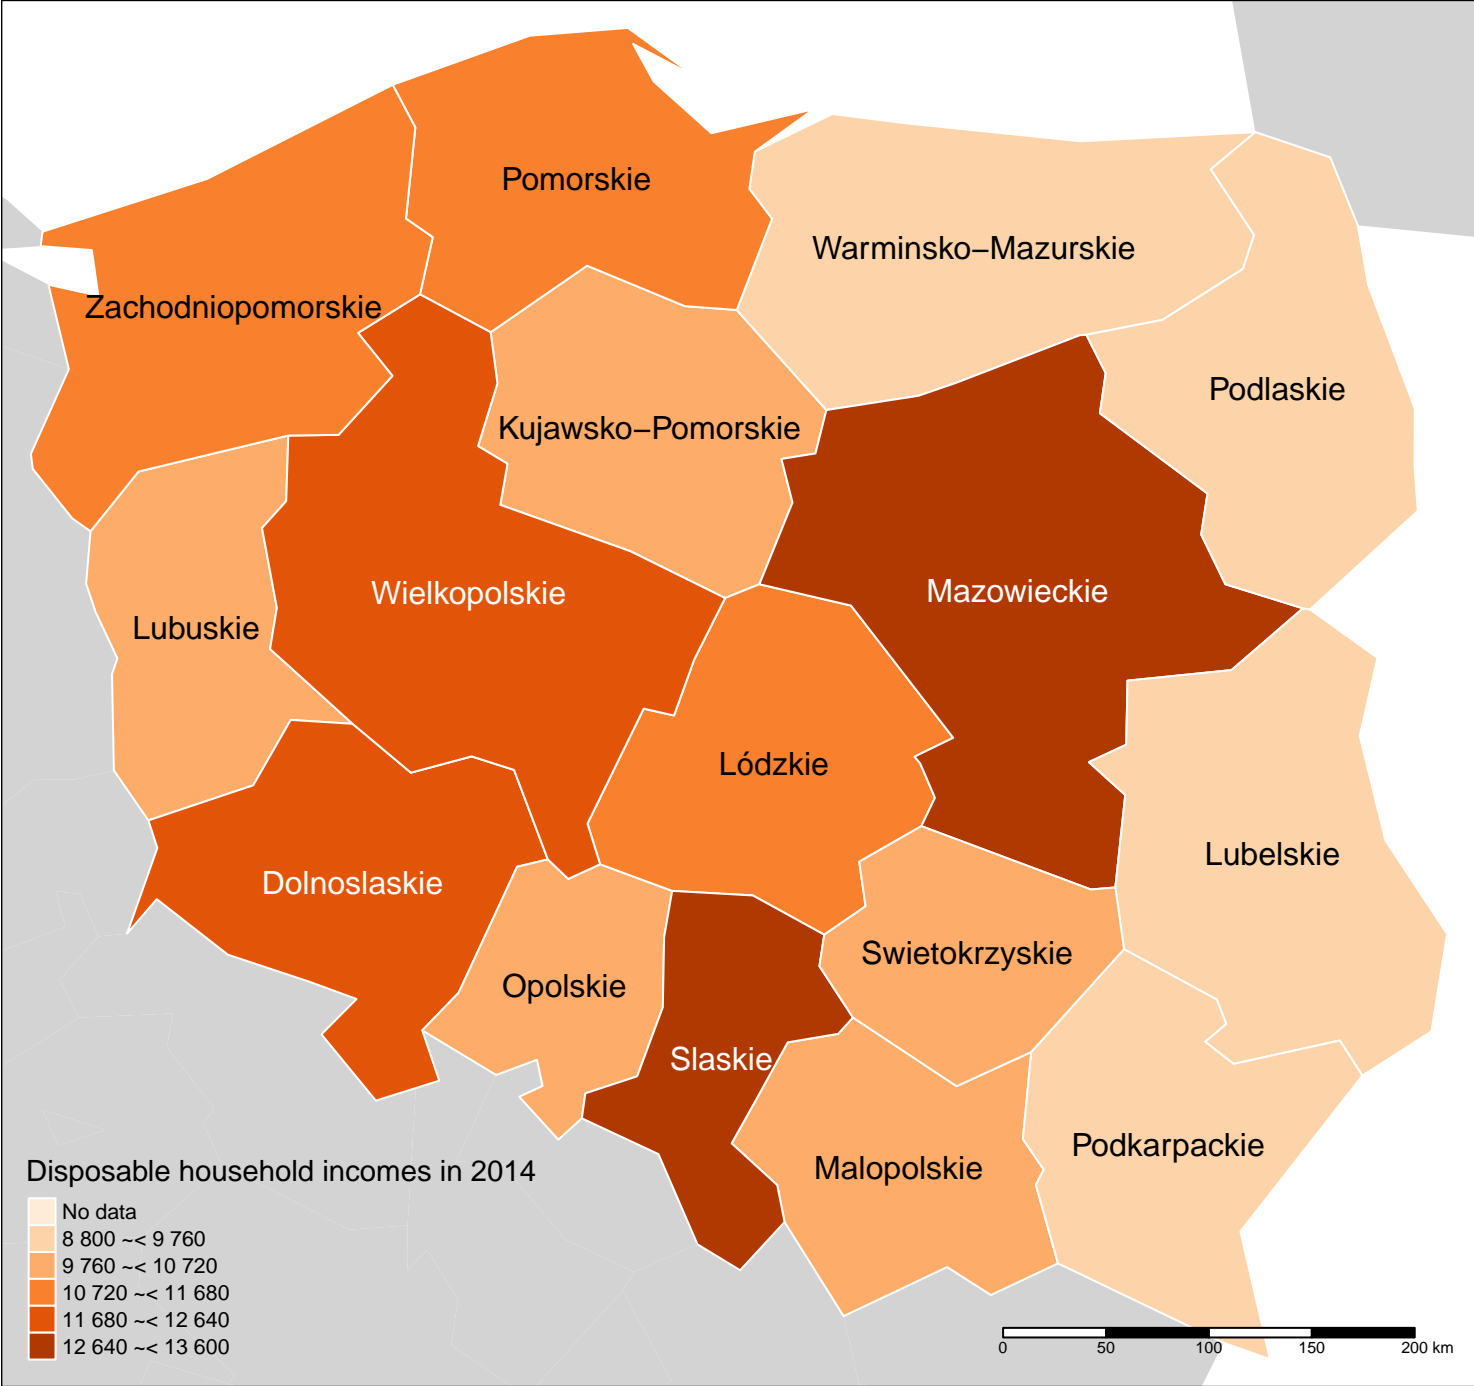 Pomorskie
Warminsko–Mazurskie
Zachodniopomorskie
Podlaskie
Kujawsko–Pomorskie
Wielkopolskie
Mazowieckie
Lubuskie
Lódzkie
Lubelskie
Dolnoslaskie
Swietokrzyskie
Opolskie
Slaskie
Podkarpackie
Malopolskie
Disposable household incomes in 2014
No data
8 800 ~< 9 760
9 760 ~< 10 720
10 720 ~< 11 680
11 680 ~< 12 640
12 640 ~< 13 600
0 50 100 150 200 km